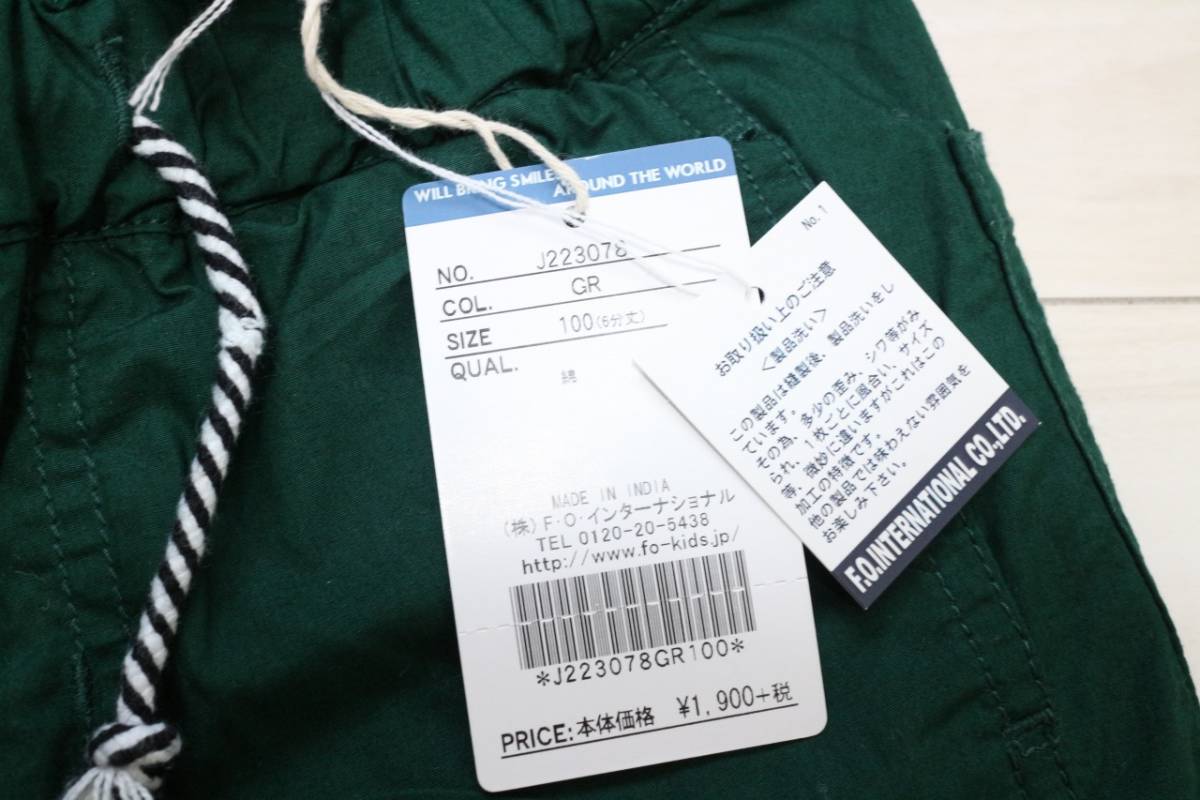 WILL BRING SMILES
AROUND THE WORLD
NO. J223078
COL. GR
SIZE 100(6分丈)
QUAL.
綿
MADE IN INDIA
(株)F・O・インターナショナル
TEL 0120-20-5438
http://www.fo-kids.jp/
*J223078GR100*
PRICE:本体価格 ¥1,900+税
No. 1
お取り扱い上のご注意
<製品洗い>
この製品は縫製後、製品洗いをし
ています。
その為、多少の歪み、シワ等がみ
られ、1枚ごとに風合い、サイズ
等、微妙に違いますがこれはこの
加工の特徴です。
他の製品では味わえない雰囲気を
お楽しみ下さい。
F.O.INTERNATIONAL CO.,LTD.